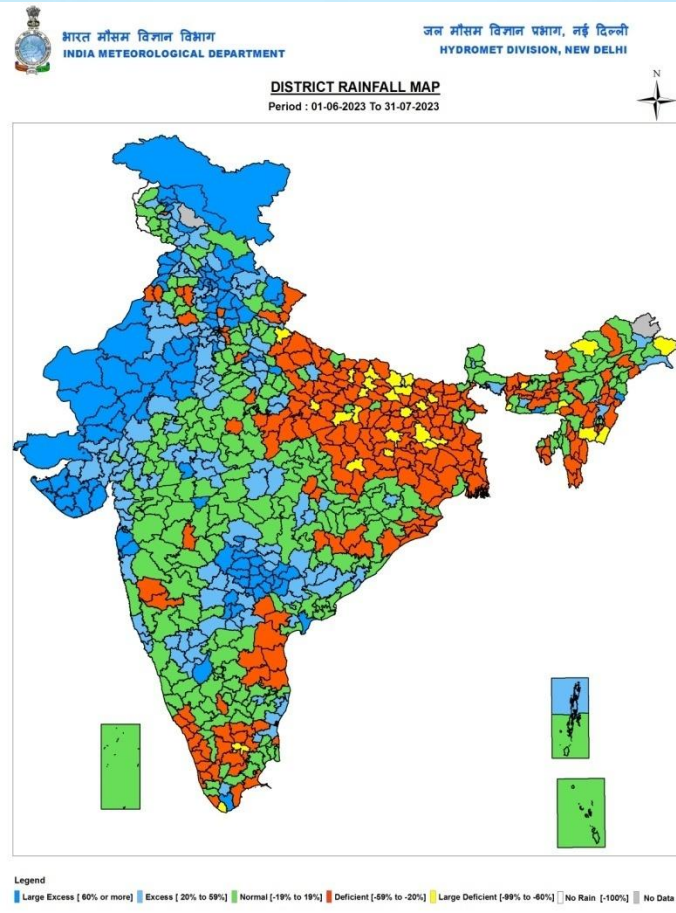 भारत मौसम विज्ञान विभाग
INDIA METEOROLOGICAL DEPARTMENT
जल मौसम विज्ञान प्रभाग, नई दिल्ली
HYDROMET DIVISION, NEW DELHI
DISTRICT RAINFALL MAP
Period : 01-06-2023 To 31-07-2023
N
Legend
Large Excess [ 60% or more] Excess [ 20% to 59%] Normal [-19% to 19%] Deficient [-59% to -20%] Large Deficient [-99% to -60%] No Rain [-100%] No Data